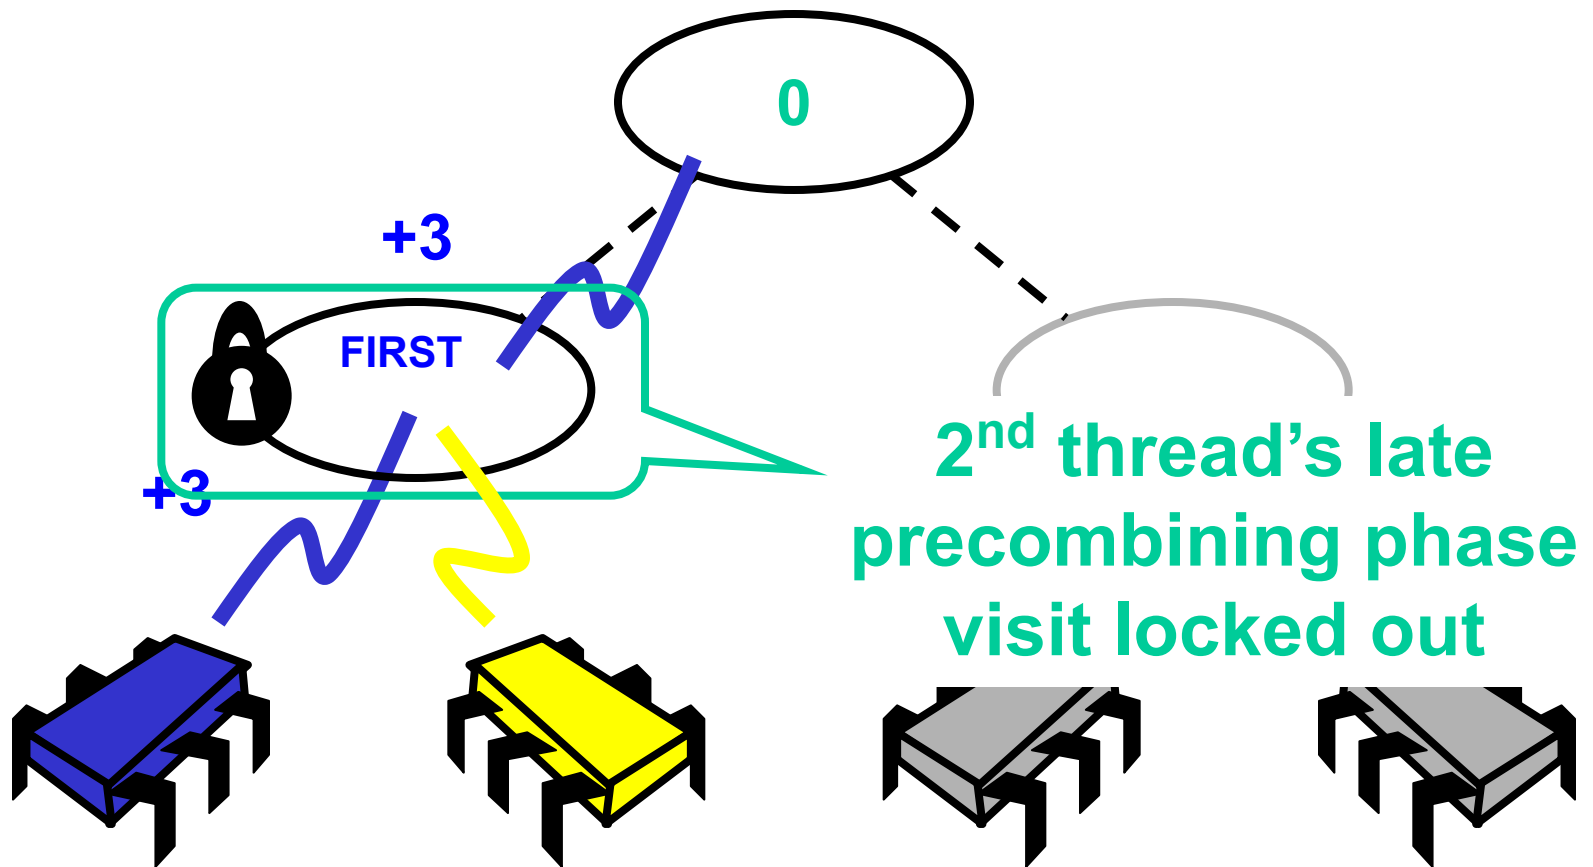 0
+3
FIRST
+3
2nd thread’s late
precombining phase
visit locked out